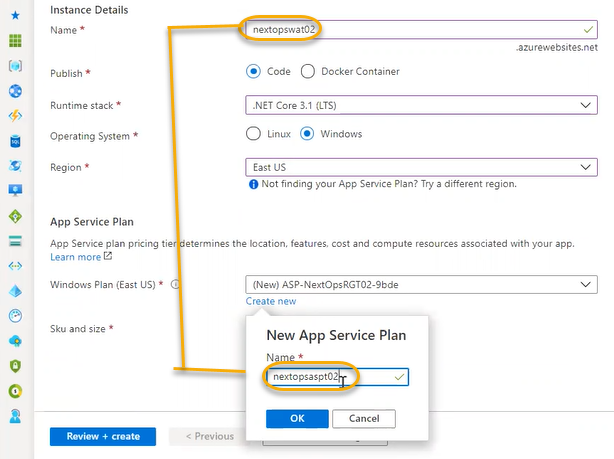 Instance Details
Name *
nextopswat02
.azurewebsites.net
Publish *
Code
Docker Container
Runtime stack *
.NET Core 3.1 (LTS)
Operating System *
Linux
Windows
Region *
East US
Not finding your App Service Plan? Try a different region.
App Service Plan
App Service plan pricing tier determines the location, features, cost and compute resources associated with your app.
Learn more
Windows Plan (East US) *
(New) ASP-NextOpsRGT02-9bde
Create new
Sku and size *
New App Service Plan
Name *
nextopsaspt02
OK
Cancel
Review + create
< Previous